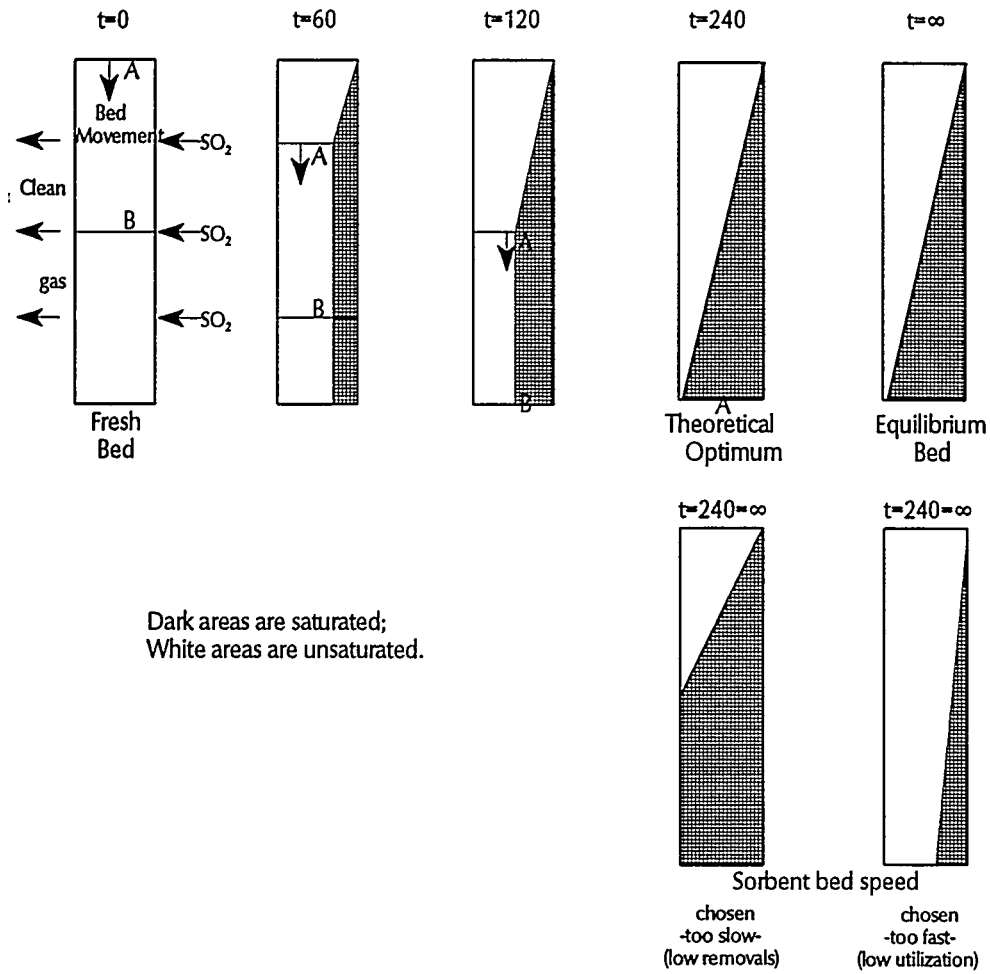 t=0 t=60 t=120 t=240 t=∞
A
Bed
Movement
SO₂
Clean
B
SO₂
gas
SO₂
A
B
A
B
A
Fresh
Bed
Theoretical
Optimum
Equilibrium
Bed
t=240=∞ t=240=∞
Dark areas are saturated;
White areas are unsaturated.
Sorbent bed speed
chosen
-too slow-
(low removals)
chosen
-too fast-
(low utilization)